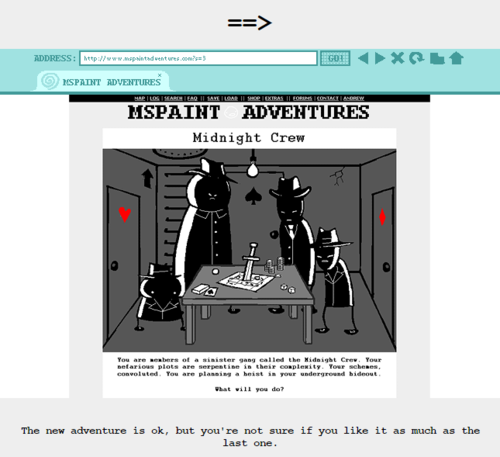 ==>
ADDRESS: http://www.mspaintadventures.com/?s=5 GO!
MSPAINT ADVENTURES
MAP | LOG | SEARCH | FAQ || SAVE | LOAD || SHOP | EXTRAS || FORUMS | CONTACT | ANDREW
MSPAINT ADVENTURES
Midnight Crew
You are members of a sinister gang called the Midnight Crew. Your
nefarious plots are serpentine in their complexity. Your schemes,
convoluted. You are planning a heist in your underground hideout.
What will you do?
The new adventure is ok, but you're not sure if you like it as much as the
last one.